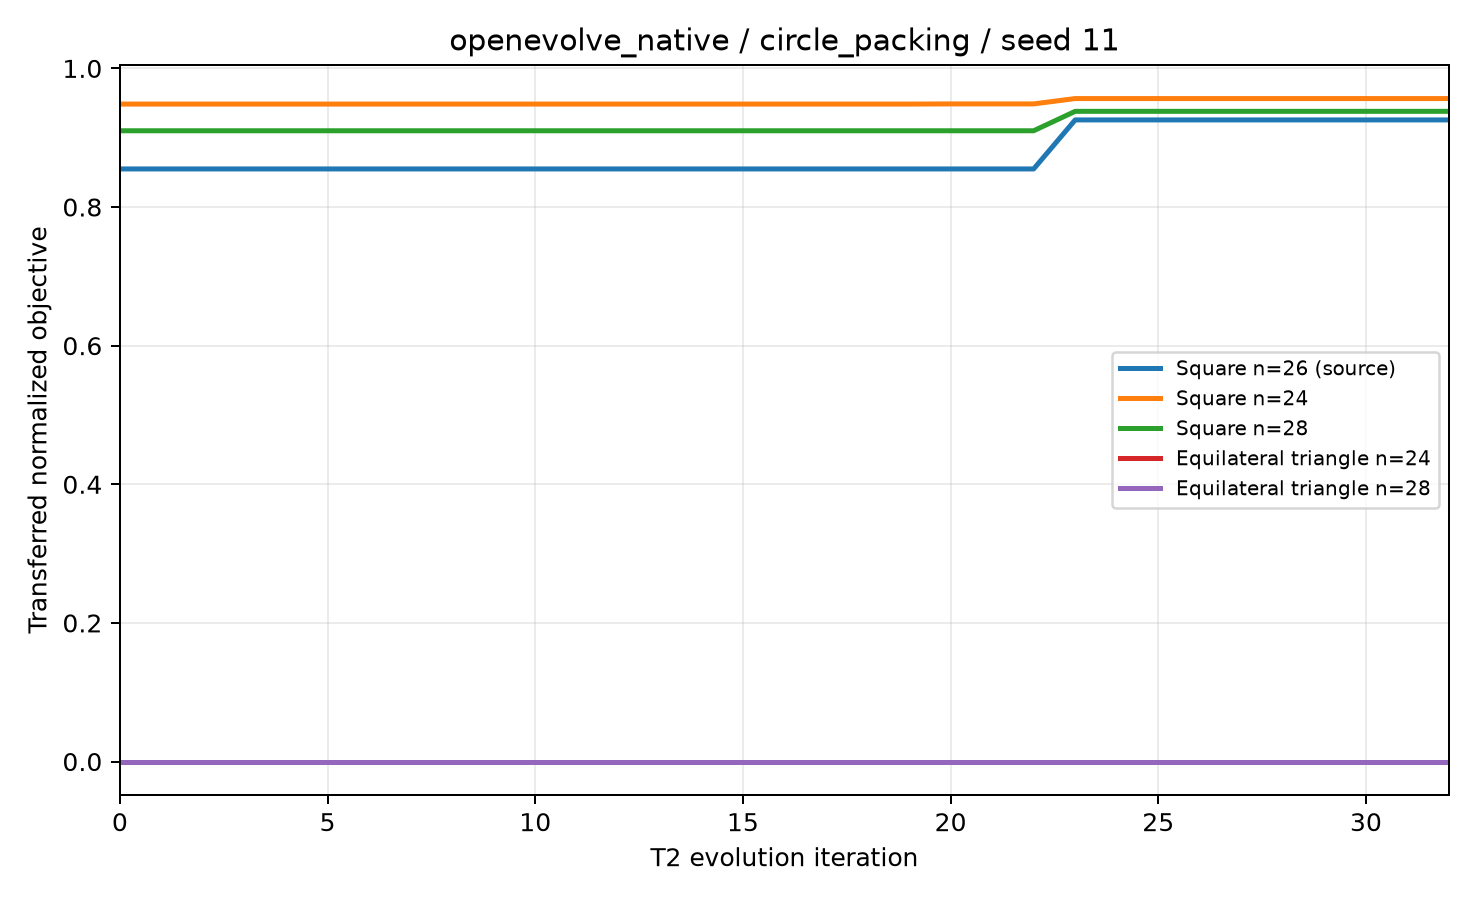 openevolve_native / circle_packing / seed 11
1.0
0.8
0.6
0.4
0.2
0.0
Transferred normalized objective
Square n=26 (source)
Square n=24
Square n=28
Equilateral triangle n=24
Equilateral triangle n=28
0 5 10 15 20 25 30
T2 evolution iteration